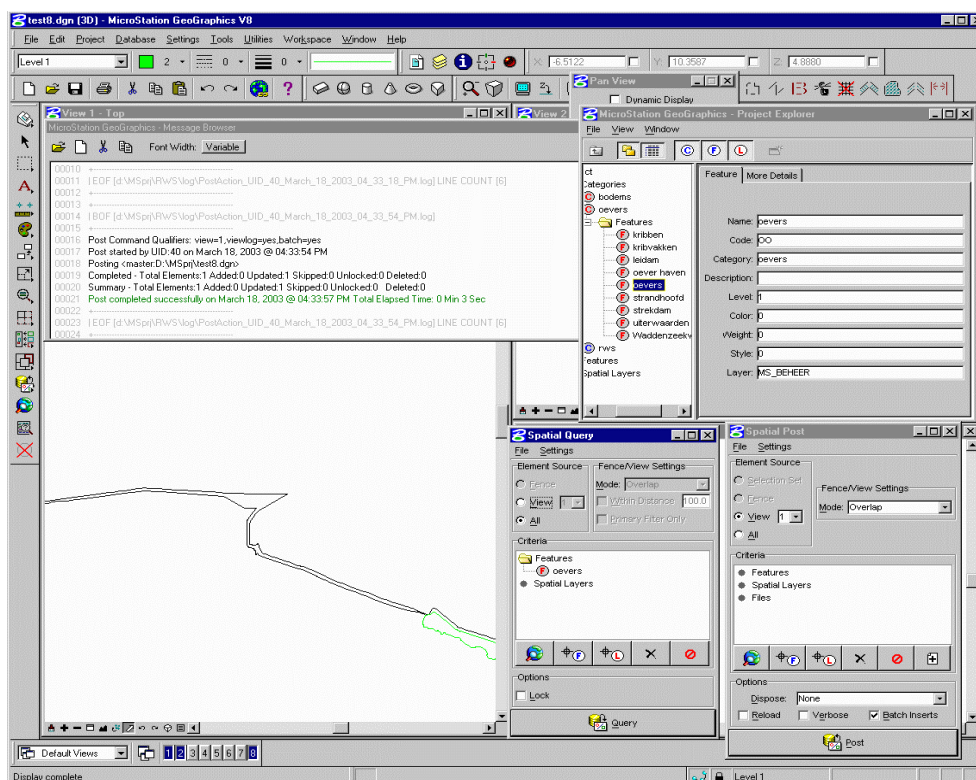 test8.dgn (3D) - MicroStation GeoGraphics V8
File Edit Project Database Settings Tools Utilities Workspace Window Help
Level 1 2 0 0 X: -6.5122 Y: 10.3587 Z: 4.8880
Pan View
Dynamic Display
View 1 - Top
View 2
MicroStation GeoGraphics - Message Browser
Font Width: Variable
00010
00011 | EOF [d:\MSprj\RWS\log\PostAction_UID_40_March_18_2003_04_33_18_PM.log] LINE COUNT [6]
00012
00013
00014 | BOF [d:\MSprj\RWS\log\PostAction_UID_40_March_18_2003_04_33_54_PM.log]
00015
00016 Post Command Qualifiers: view=1,viewlog=yes,batch=yes
00017 Post started by UID:40 on March 18, 2003 @ 04:33:54 PM
00018 Posting <master:D:\MSprj\test8.dgn>
00019 Completed - Total Elements:1 Added:0 Updated:1 Skipped:0 Unlocked:0 Deleted:0
00020 Summary - Total Elements:1 Added:0 Updated:1 Skipped:0 Unlocked:0 Deleted:0
00021 Post completed successfully on March 18, 2003 @ 04:33:57 PM Total Elapsed Time: 0 Min 3 Sec
00022
00023 | EOF [d:\MSprj\RWS\log\PostAction_UID_40_March_18_2003_04_33_54_PM.log] LINE COUNT [6]
00024
MicroStation GeoGraphics - Project Explorer
File View Window
C F L
ct
Categories
C bodems
C oevers
Features
F kribben
F kribvakken
F leidam
F oever haven
F oevers
F strandhoofd
F strekdam
F uiterwaarden
F Waddenzeekw
C rws
Features
Spatial Layers
Feature More Details
Name: oevers
Code: OO
Category: oevers
Description:
Level: 1
Color: 0
Weight: 0
Style: 0
Layer: MS_BEHEER
Spatial Query
File Settings
Element Source
Fence
View 1
All
Fence/View Settings
Mode: Overlap
Within Distance 100.0
Primary Filter Only
Criteria
Features
F oevers
Spatial Layers
F L
Options
Lock
Query
Spatial Post
File Settings
Element Source
Selection Set
Fence
View 1
All
Fence/View Settings
Mode: Overlap
Criteria
Features
Spatial Layers
Files
F L
Options
Dispose: None
Reload Verbose Batch Inserts
Post
Default Views 1 2 3 4 5 6 7 8
Display complete Level 1